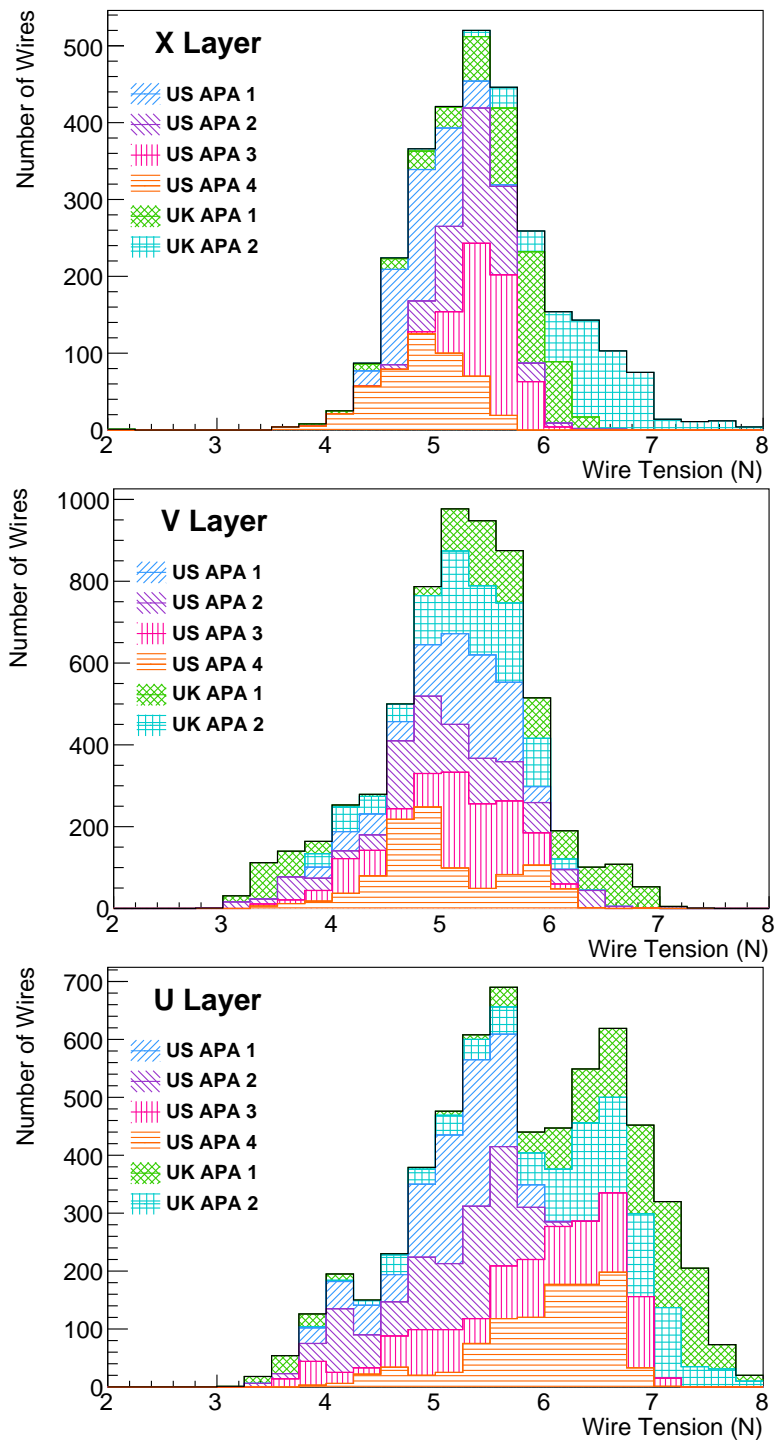 X Layer
Number of Wires
500
400
300
200
100
0
US APA 1
US APA 2
US APA 3
US APA 4
UK APA 1
UK APA 2
2 3 4 5 6 7 8
Wire Tension (N)
V Layer
Number of Wires
1000
800
600
400
200
0
US APA 1
US APA 2
US APA 3
US APA 4
UK APA 1
UK APA 2
2 3 4 5 6 7 8
Wire Tension (N)
U Layer
Number of Wires
700
600
500
400
300
200
100
0
US APA 1
US APA 2
US APA 3
US APA 4
UK APA 1
UK APA 2
2 3 4 5 6 7 8
Wire Tension (N)